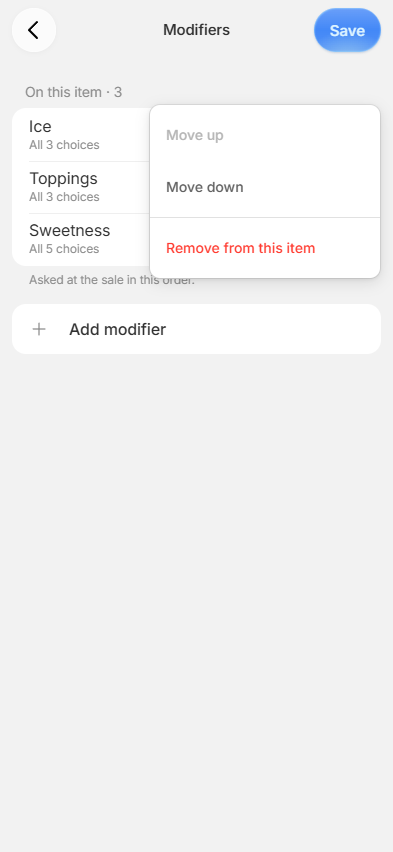 Modifiers
Save
On this item · 3
Ice
All 3 choices
Toppings
All 3 choices
Sweetness
All 5 choices
Move up
Move down
Remove from this item
Asked at the sale in this order.
Add modifier